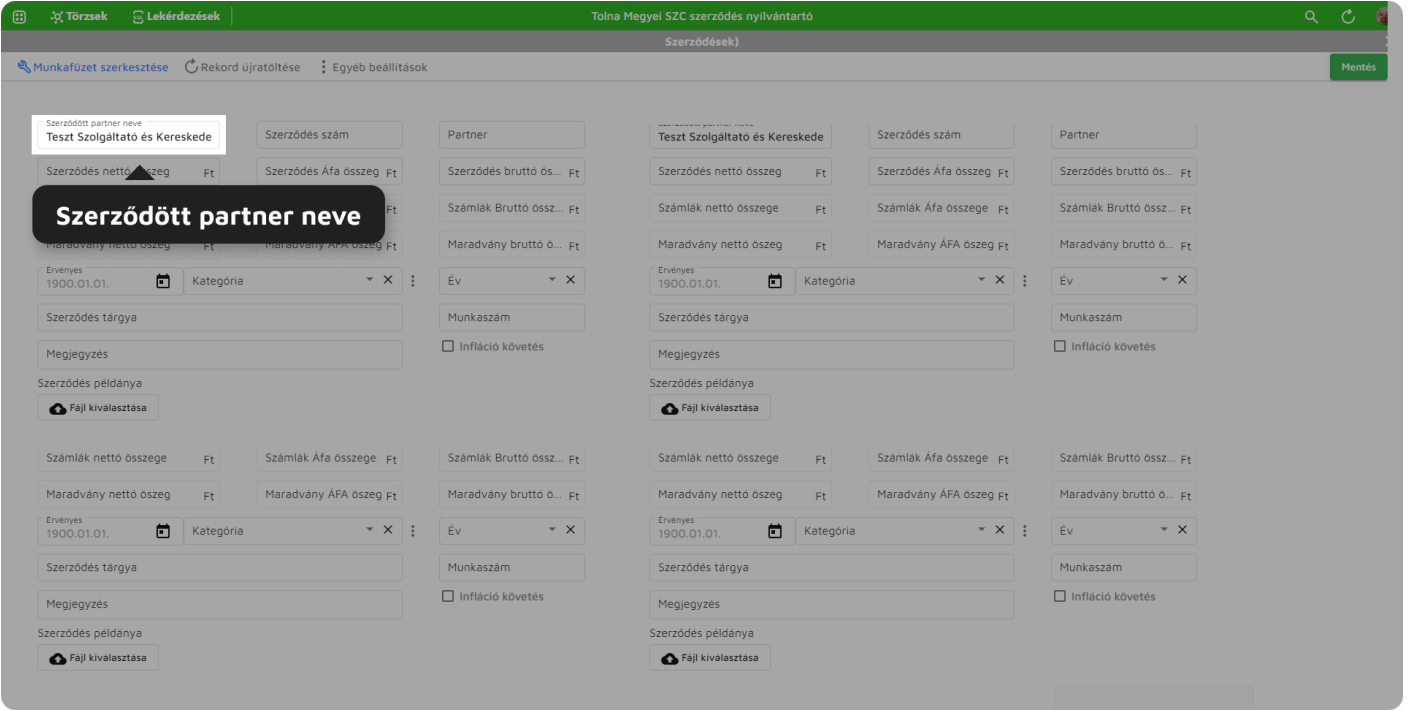 Törzsek Lekérdezések Tolna Megyei SZC szerződés nyilvántartó
Szerződések)
Munkafüzet szerkesztése Rekord újratöltése Egyéb beállítások Mentés
Szerződött partner neve
Teszt Szolgáltató és Kereskede Szerződés szám Partner Teszt Szolgáltató és Kereskede Szerződés szám Partner
Szerződés nettó összeg Ft Szerződés Áfa összeg Ft Szerződés bruttó ös... Ft Szerződés nettó összeg Ft Szerződés Áfa összeg Ft Szerződés bruttó ös... Ft
Szerződött partner neve
Ft Számlák Bruttó össz... Ft Számlák nettó összege Ft Számlák Áfa összege Ft Számlák Bruttó össz... Ft
Maradvány nettó öszeg Ft Maradvány ÁFA öszeg Ft Maradvány bruttó ö... Ft Maradvány nettó öszeg Ft Maradvány ÁFA öszeg Ft Maradvány bruttó ö... Ft
Érvényes Érvényes
1900.01.01. Kategória Év 1900.01.01. Kategória Év
Szerződés tárgya Munkaszám Szerződés tárgya Munkaszám
Megjegyzés Infláció követés Megjegyzés Infláció követés
Szerződés példánya Szerződés példánya
Fájl kiválasztása Fájl kiválasztása
Számlák nettó összege Ft Számlák Áfa összege Ft Számlák Bruttó össz... Ft Számlák nettó összege Ft Számlák Áfa összege Ft Számlák Bruttó össz... Ft
Maradvány nettó öszeg Ft Maradvány ÁFA öszeg Ft Maradvány bruttó ö... Ft Maradvány nettó öszeg Ft Maradvány ÁFA öszeg Ft Maradvány bruttó ö... Ft
Érvényes Érvényes
1900.01.01. Kategória Év 1900.01.01. Kategória Év
Szerződés tárgya Munkaszám Szerződés tárgya Munkaszám
Megjegyzés Infláció követés Megjegyzés Infláció követés
Szerződés példánya Szerződés példánya
Fájl kiválasztása Fájl kiválasztása